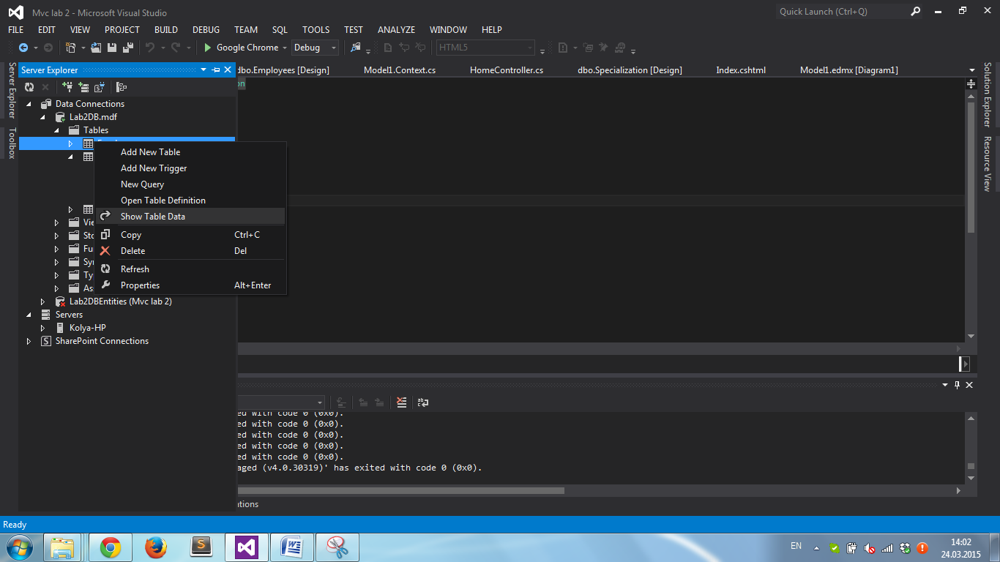 Mvc lab 2 - Microsoft Visual Studio
Quick Launch (Ctrl+Q)
FILE EDIT VIEW PROJECT BUILD DEBUG TEAM SQL TOOLS TEST ANALYZE WINDOW HELP
Google Chrome Debug HTML5
Server Explorer
Toolbox
Server Explorer
dbo.Employees [Design] Model1.Context.cs HomeController.cs dbo.Specialization [Design] Index.cshtml Model1.edmx [Diagram1]
on
Solution Explorer
Resource View
Data Connections
Lab2DB.mdf
Tables
Add New Table
Add New Trigger
New Query
Open Table Definition
Show Table Data
Copy Ctrl+C
Delete Del
Refresh
Properties Alt+Enter
Vie
Sto
Fu
Syn
Ty
As
Lab2DBEntities (Mvc lab 2)
Servers
Kolya-HP
SharePoint Connections
ed with code 0 (0x0).
ed with code 0 (0x0).
ed with code 0 (0x0).
ed with code 0 (0x0).
ed with code 0 (0x0).
aged (v4.0.30319)' has exited with code 0 (0x0).
Ready
EN
14:02
24.03.2015